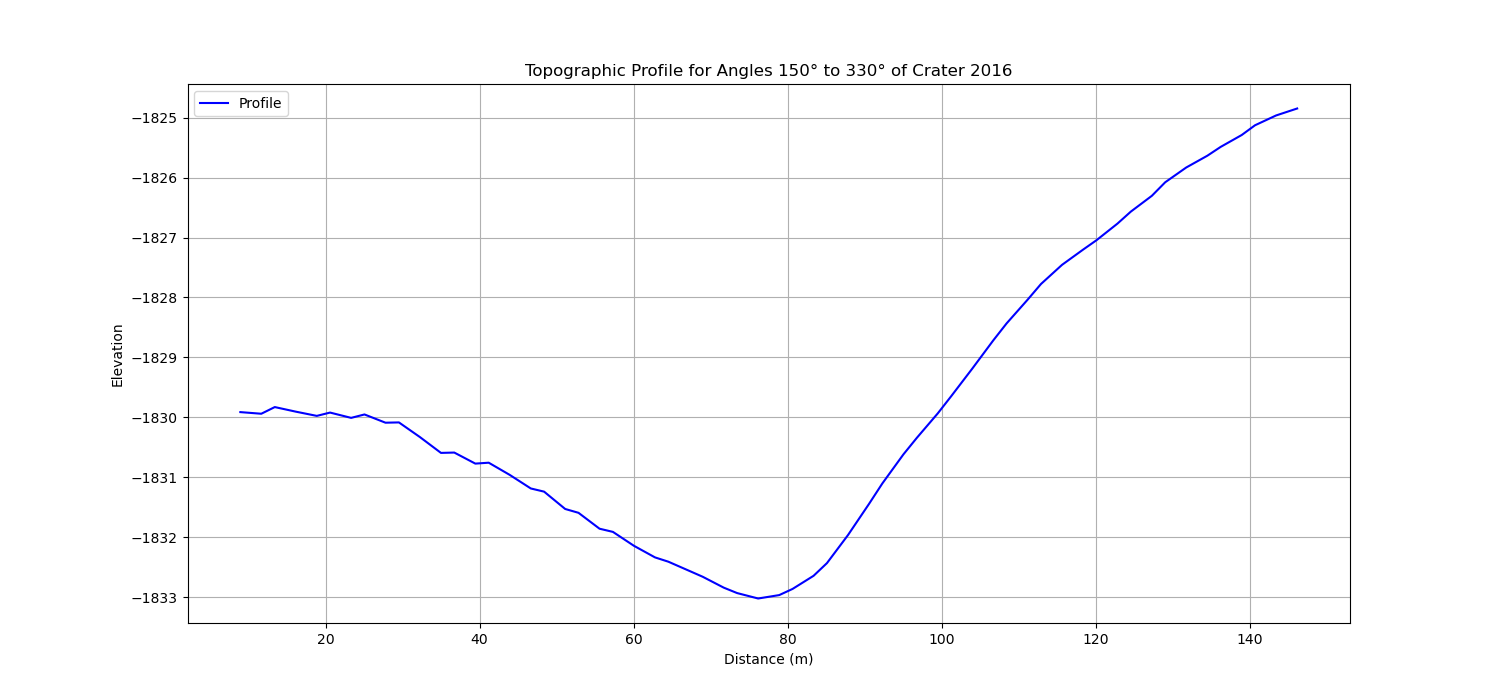 Topographic Profile for Angles 150° to 330° of Crater 2016
Profile
−1825
−1826
−1827
−1828
−1829
−1830
−1831
−1832
−1833
Elevation
20 40 60 80 100 120 140
Distance (m)